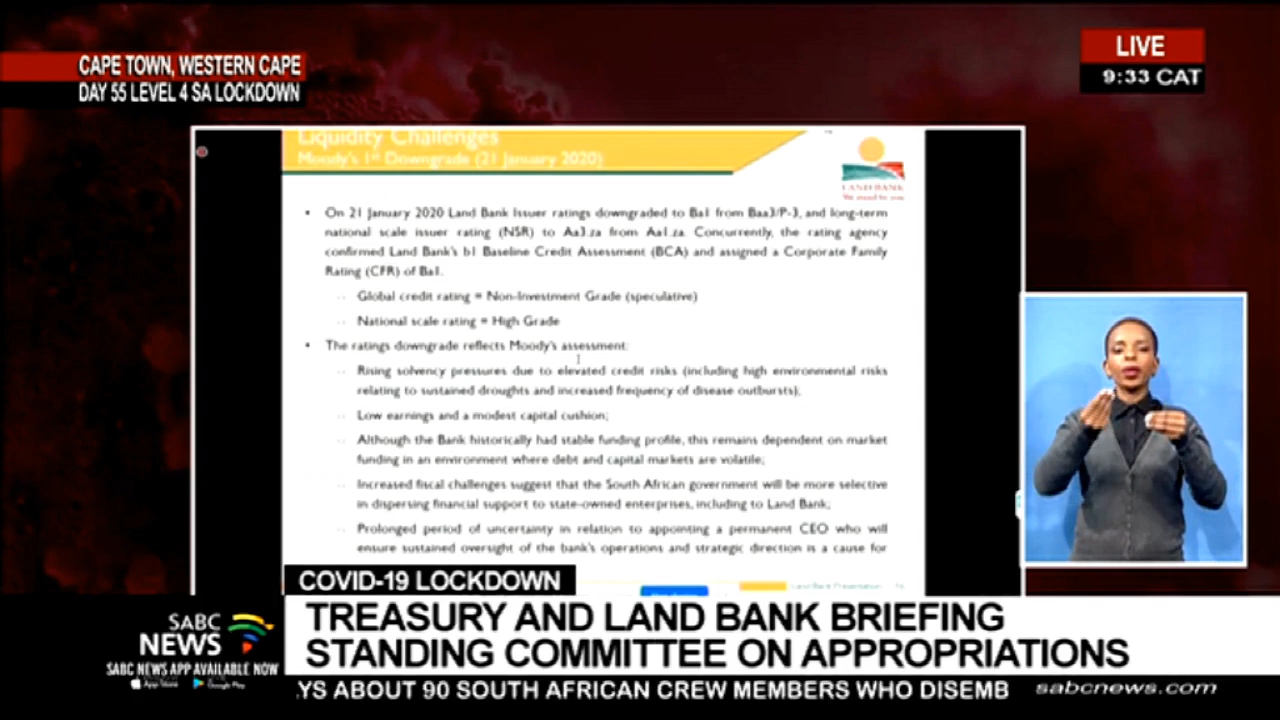 CAPE TOWN, WESTERN CAPE
DAY 55 LEVEL 4 SA LOCKDOWN
LIVE
9:33 CAT
Liquidity Challenges
Moody's 1st Downgrade (21 January 2020)
LAND BANK
• On 21 January 2020 Land Bank Issuer ratings downgraded to Ba1 from Baa3/P-3, and long-term
national scale issuer rating (NSR) to Aa3.za from Aa1.za. Concurrently, the rating agency
confirmed Land Bank's b1 Baseline Credit Assessment (BCA) and assigned a Corporate Family
Rating (CFR) of Ba1.
Global credit rating = Non-Investment Grade (speculative)
National scale rating = High Grade
• The ratings downgrade reflects Moody's assessment:
Rising solvency pressures due to elevated credit risks (including high environmental risks
relating to sustained droughts and increased frequency of disease outbursts);
Low earnings and a modest capital cushion;
Although the Bank historically had stable funding profile, this remains dependent on market
funding in an environment where debt and capital markets are volatile;
Increased fiscal challenges suggest that the South African government will be more selective
in dispersing financial support to state-owned enterprises, including to Land Bank;
Prolonged period of uncertainty in relation to appointing a permanent CEO who will
ensure sustained oversight of the bank's operations and strategic direction is a cause for
Land Bank Presentation
COVID-19 LOCKDOWN
TREASURY AND LAND BANK BRIEFING
STANDING COMMITTEE ON APPROPRIATIONS
SABC
NEWS
SABC NEWS APP AVAILABLE NOW
App Store
Google Play
YS ABOUT 90 SOUTH AFRICAN CREW MEMBERS WHO DISEMB
sabcnews.com